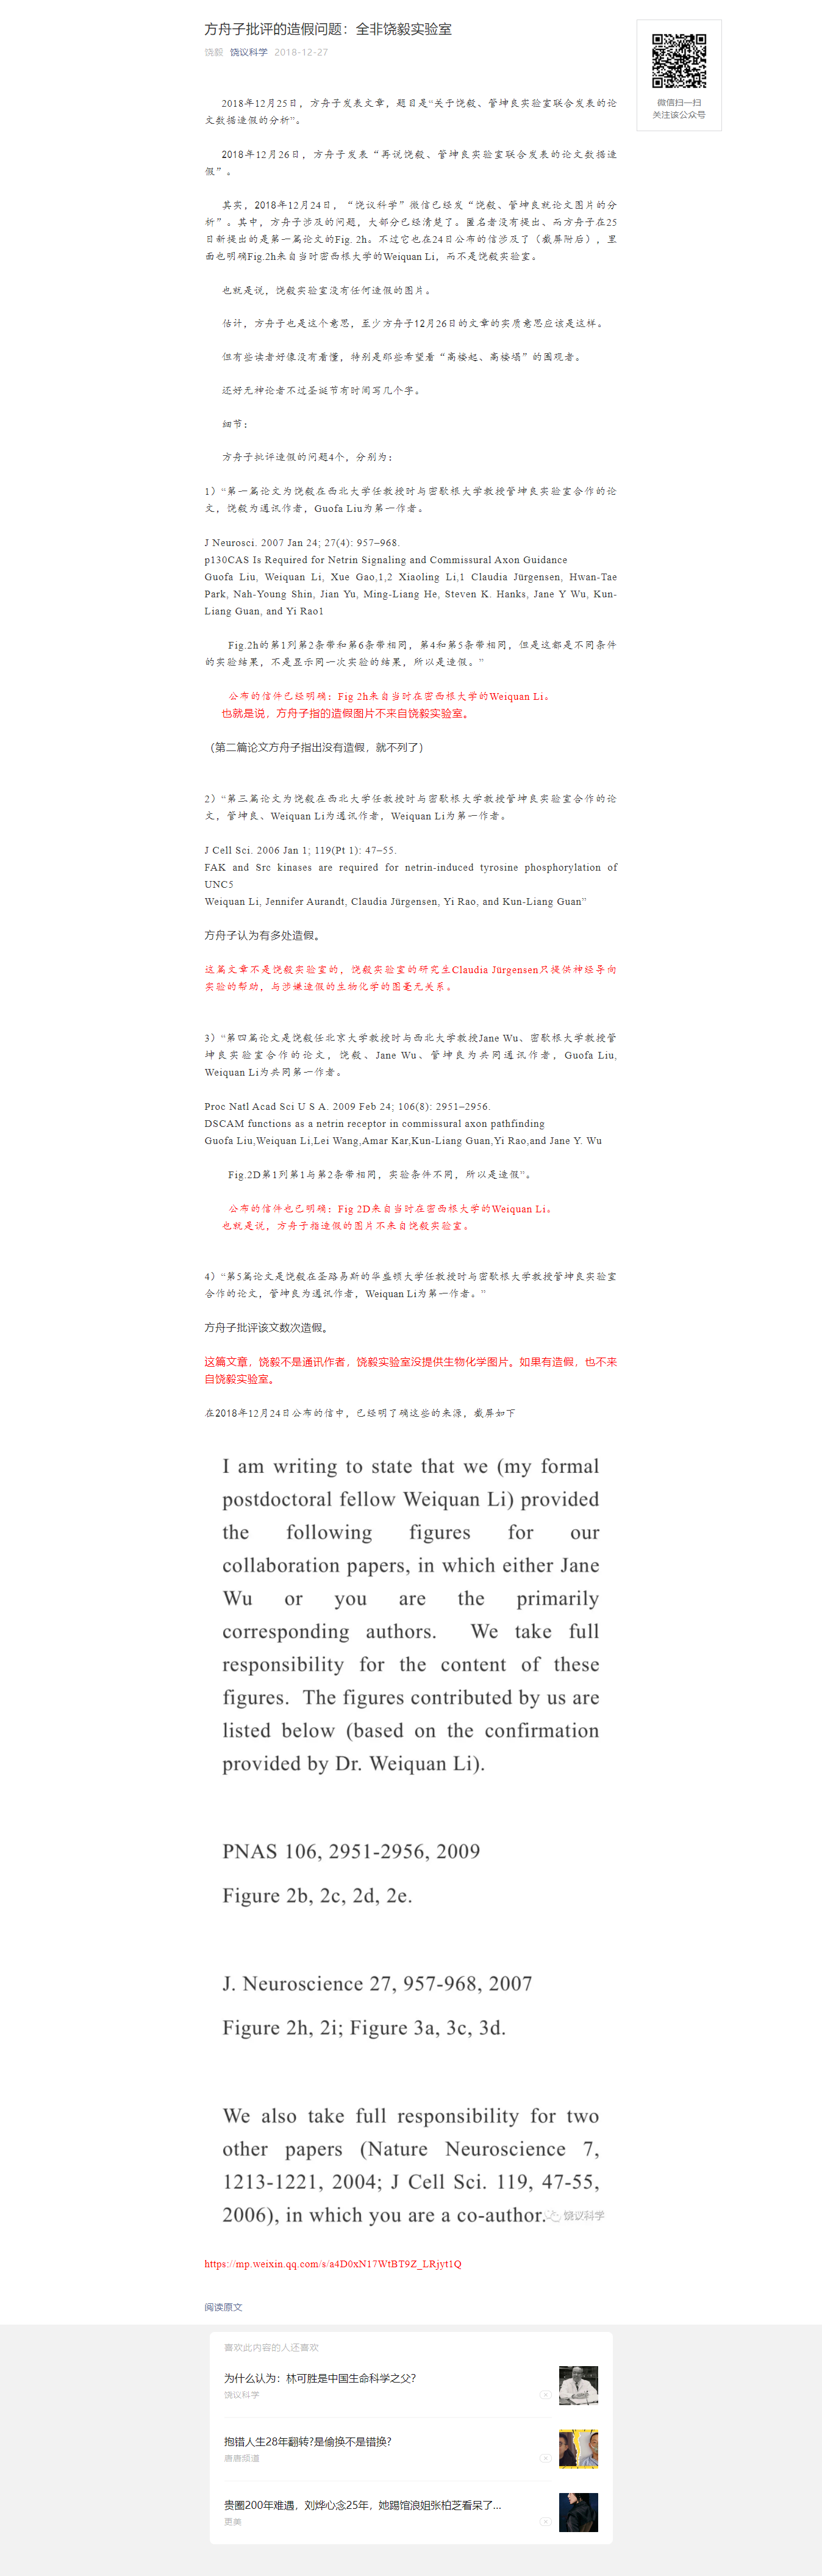 方舟子批评的造假问题：全非饶毅实验室
饶毅 饶议科学 2018-12-27
微信扫一扫
关注该公众号
2018年12月25日，方舟子发表文章，题目是“关于饶毅、管坤良实验室联合发表的论
文数据造假的分析”。
2018年12月26日，方舟子发表“再说饶毅、管坤良实验室联合发表的论文数据造
假”。
其实，2018年12月24日，“饶议科学”微信已经发“饶毅、管坤良就论文图片的分
析”。其中，方舟子涉及的问题，大部分已经清楚了。匿名者没有提出、而方舟子在25
日新提出的是第一篇论文的Fig. 2h。不过它也在24日公布的信涉及了（截屏附后），里
面也明确Fig.2h来自当时密西根大学的Weiquan Li，而不是饶毅实验室。
也就是说，饶毅实验室没有任何造假的图片。
估计，方舟子也是这个意思，至少方舟子12月26日的文章的实质意思应该是这样。
但有些读者好像没有看懂，特别是那些希望看“高楼起、高楼塌”的围观者。
还好无神论者不过圣诞节有时间写几个字。
细节：
方舟子批评造假的问题4个，分别为：
1）“第一篇论文为饶毅在西北大学任教授时与密歇根大学教授管坤良实验室合作的论
文，饶毅为通讯作者，Guofa Liu为第一作者。
J Neurosci. 2007 Jan 24; 27(4): 957–968.
p130CAS Is Required for Netrin Signaling and Commissural Axon Guidance
Guofa Liu, Weiquan Li, Xue Gao,1,2 Xiaoling Li,1 Claudia Jürgensen, Hwan-Tae
Park, Nah-Young Shin, Jian Yu, Ming-Liang He, Steven K. Hanks, Jane Y Wu, Kun-
Liang Guan, and Yi Rao1
Fig.2h的第1列第2条带和第6条带相同，第4和第5条带相同，但是这都是不同条件
的实验结果，不是显示同一次实验的结果，所以是造假。”
公布的信件已经明确：Fig 2h来自当时在密西根大学的Weiquan Li。
也就是说，方舟子指的造假图片不来自饶毅实验室。
（第二篇论文方舟子指出没有造假，就不列了）
2）“第三篇论文为饶毅在西北大学任教授时与密歇根大学教授管坤良实验室合作的论
文，管坤良、Weiquan Li为通讯作者，Weiquan Li为第一作者。
J Cell Sci. 2006 Jan 1; 119(Pt 1): 47–55.
FAK and Src kinases are required for netrin-induced tyrosine phosphorylation of
UNC5
Weiquan Li, Jennifer Aurandt, Claudia Jürgensen, Yi Rao, and Kun-Liang Guan”
方舟子认为有多处造假。
这篇文章不是饶毅实验室的，饶毅实验室的研究生Claudia Jürgensen只提供神经导向
实验的帮助，与涉嫌造假的生物化学的图毫无关系。
3）“第四篇论文是饶毅任北京大学教授时与西北大学教授Jane Wu、密歇根大学教授管
坤良实验室合作的论文，饶毅、Jane Wu、管坤良为共同通讯作者，Guofa Liu,
Weiquan Li为共同第一作者。
Proc Natl Acad Sci U S A. 2009 Feb 24; 106(8): 2951–2956.
DSCAM functions as a netrin receptor in commissural axon pathfinding
Guofa Liu,Weiquan Li,Lei Wang,Amar Kar,Kun-Liang Guan,Yi Rao,and Jane Y. Wu
Fig.2D第1列第1与第2条带相同，实验条件不同，所以是造假”。
公布的信件也已明确：Fig 2D来自当时在密西根大学的Weiquan Li。
也就是说，方舟子指造假的图片不来自饶毅实验室。
4）“第5篇论文是饶毅在圣路易斯的华盛顿大学任教授时与密歇根大学教授管坤良实验室
合作的论文，管坤良为通讯作者，Weiquan Li为第一作者。”
方舟子批评该文数次造假。
这篇文章，饶毅不是通讯作者，饶毅实验室没提供生物化学图片。如果有造假，也不来
自饶毅实验室。
在2018年12月24日公布的信中，已经明了确这些的来源，截屏如下
I am writing to state that we (my formal
postdoctoral fellow Weiquan Li) provided
the following figures for our
collaboration papers, in which either Jane
Wu or you are the primarily
corresponding authors. We take full
responsibility for the content of these
figures. The figures contributed by us are
listed below (based on the confirmation
provided by Dr. Weiquan Li).
PNAS 106, 2951-2956, 2009
Figure 2b, 2c, 2d, 2e.
J. Neuroscience 27, 957-968, 2007
Figure 2h, 2i; Figure 3a, 3c, 3d.
We also take full responsibility for two
other papers (Nature Neuroscience 7,
1213-1221, 2004; J Cell Sci. 119, 47-55,
2006), in which you are a co-author.
饶议科学
https://mp.weixin.qq.com/s/a4D0xN17WtBT9Z_LRjyt1Q
阅读原文
喜欢此内容的人还喜欢
为什么认为：林可胜是中国生命科学之父？
饶议科学
抱错人生28年翻转?是偷换不是错换?
唐唐频道
贵圈200年难遇，刘烨心念25年，她踢馆浪姐张柏芝看呆了...